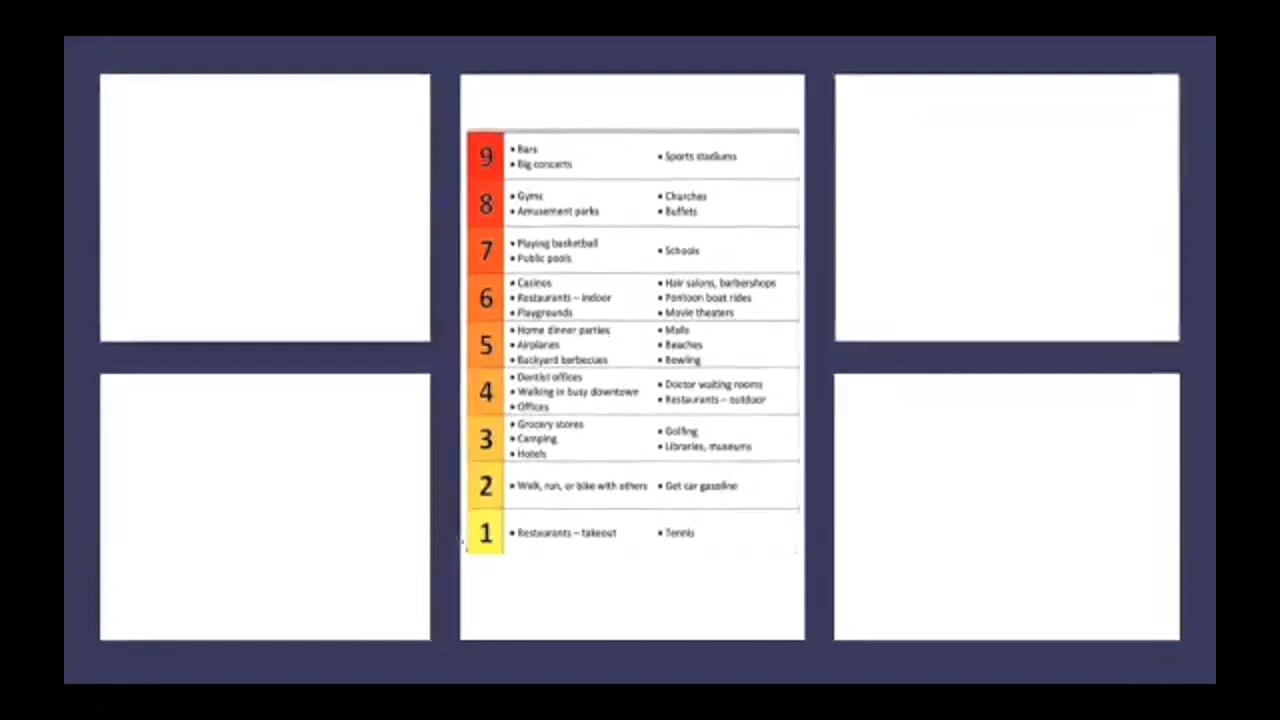 9
• Bars
• Big concerts
• Sports stadiums
8
• Gyms
• Amusement parks
• Churches
• Buffets
7
• Playing basketball
• Public pools
• Schools
6
• Casinos
• Restaurants – indoor
• Playgrounds
• Hair salons, barbershops
• Pontoon boat rides
• Movie theaters
5
• Home dinner parties
• Airplanes
• Backyard barbecues
• Malls
• Beaches
• Bowling
4
• Dentist offices
• Walking in busy downtown
• Offices
• Doctor waiting rooms
• Restaurants – outdoor
3
• Grocery stores
• Camping
• Hotels
• Golfing
• Libraries, museums
2
• Walk, run, or bike with others
• Get car gasoline
1
• Restaurants – takeout
• Tennis